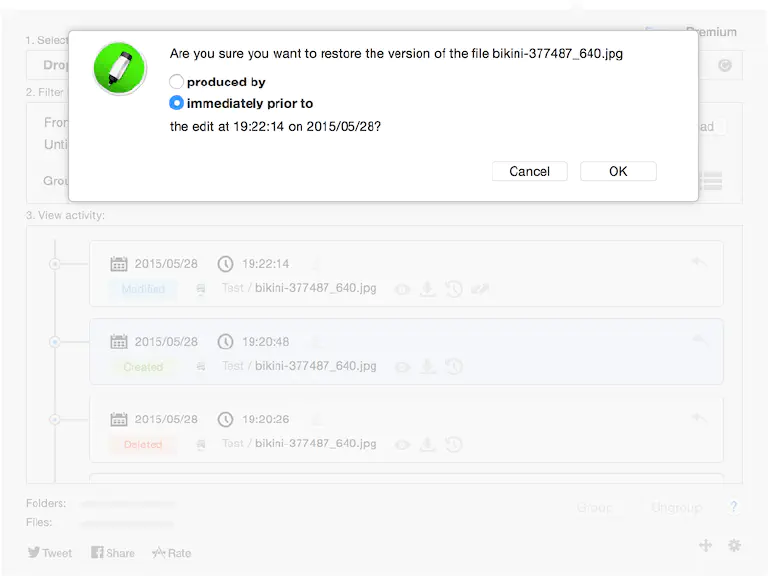 Premium
1. Select
Are you sure you want to restore the version of the file bikini-377487_640.jpg
Drop
produced by
2. Filter
immediately prior to
From
the edit at 19:22:14 on 2015/05/28?
Until
Cancel
OK
3. View activity:
2015/05/28 19:22:14
Modified Test / bikini-377487_640.jpg
2015/05/28 19:20:48
Created Test / bikini-377487_640.jpg
2015/05/28 19:20:26
Deleted Test / bikini-377487_640.jpg
Folders:
Group Ungroup ?
Files:
Tweet Share Rate